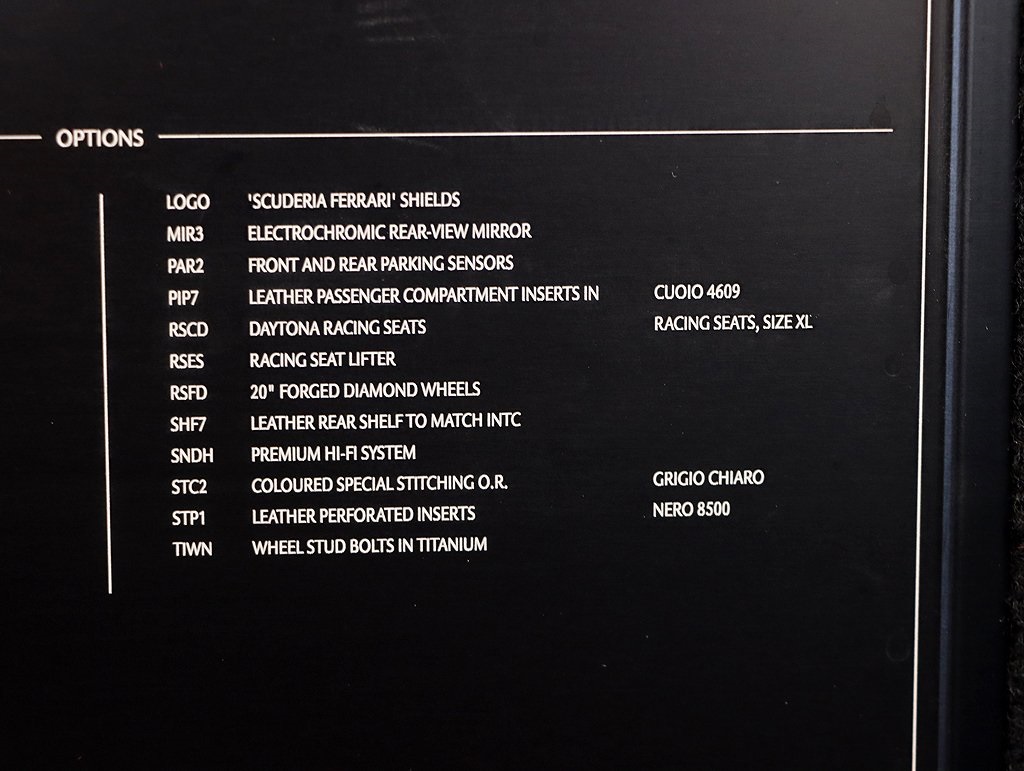 OPTIONS
LOGO 'SCUDERIA FERRARI' SHIELDS
MIR3 ELECTROCHROMIC REAR-VIEW MIRROR
PAR2 FRONT AND REAR PARKING SENSORS
PIP7 LEATHER PASSENGER COMPARTMENT INSERTS IN CUOIO 4609
RSCD DAYTONA RACING SEATS RACING SEATS, SIZE XL
RSES RACING SEAT LIFTER
RSFD 20" FORGED DIAMOND WHEELS
SHF7 LEATHER REAR SHELF TO MATCH INTC
SNDH PREMIUM HI-FI SYSTEM
STC2 COLOURED SPECIAL STITCHING O.R. GRIGIO CHIARO
STP1 LEATHER PERFORATED INSERTS NERO 8500
TIWN WHEEL STUD BOLTS IN TITANIUM